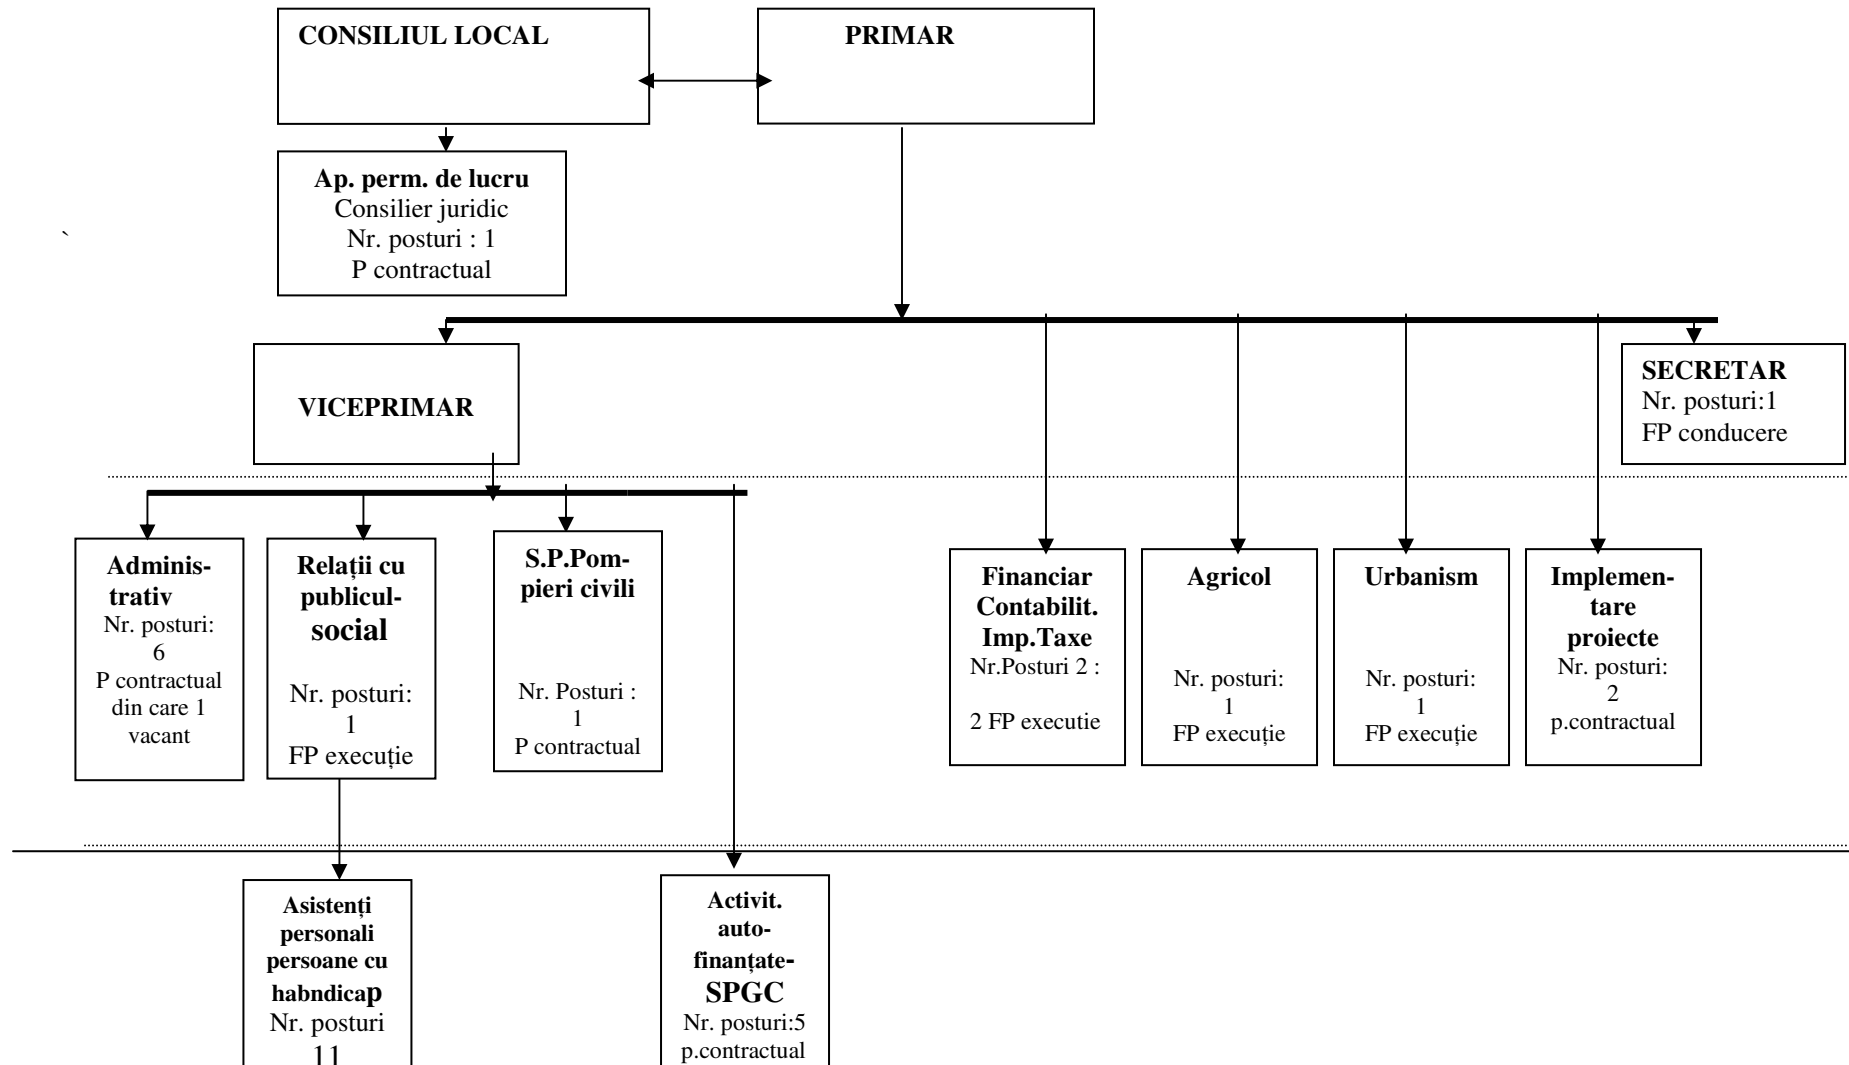 CONSILIUL LOCAL
PRIMAR
Ap. perm. de lucru
Consilier juridic
Nr. posturi : 1
P contractual
`
VICEPRIMAR
SECRETAR
Nr. posturi:1
FP conducere
Adminis-
trativ
Nr. posturi:
6
P contractual
din care 1
vacant
Relații cu
publicul-
social
Nr. posturi:
1
FP execuție
S.P.Pom-
pieri civili
Nr. Posturi :
1
P contractual
Financiar
Contabilit.
Imp.Taxe
Nr.Posturi 2 :
2 FP executie
Agricol
Nr. posturi:
1
FP execuție
Urbanism
Nr. posturi:
1
FP execuție
Implemen-
tare
proiecte
Nr. posturi:
2
p.contractual
Asistenți
personali
persoane cu
habndicap
Nr. posturi
11
Activit.
auto-
finanțate-
SPGC
Nr. posturi:5
p.contractual